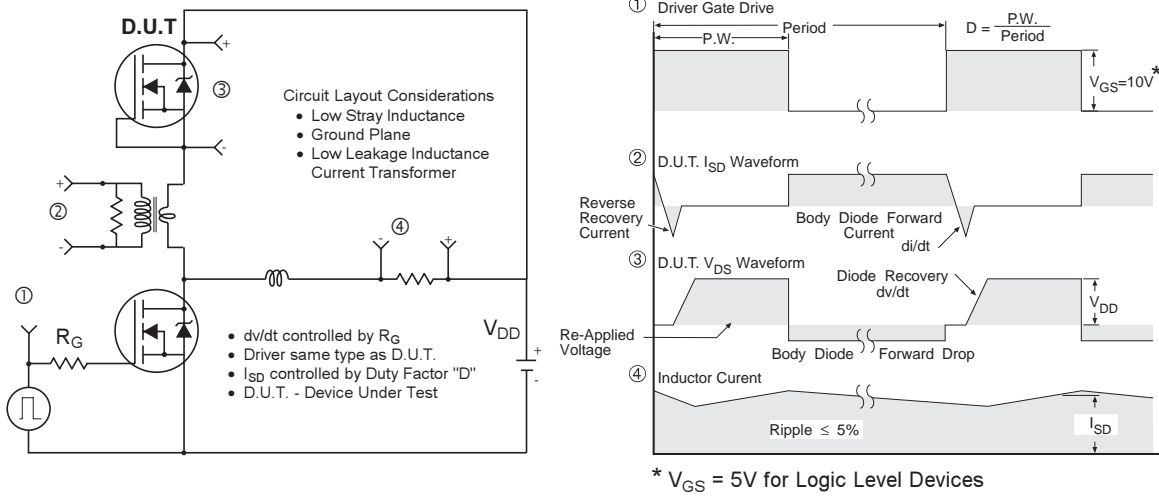 D.U.T
+
③
-
Circuit Layout Considerations
• Low Stray Inductance
• Ground Plane
• Low Leakage Inductance
Current Transformer
+
②
-
④
-
+
①
R_G
V_DD
+
-
• dv/dt controlled by R_G
• Driver same type as D.U.T.
• I_SD controlled by Duty Factor "D"
• D.U.T. - Device Under Test
① Driver Gate Drive
Period
P.W.
D = P.W. / Period
V_GS=10V*
② D.U.T. I_SD Waveform
Reverse
Recovery
Current
Body Diode Forward
Current
di/dt
③ D.U.T. V_DS Waveform
Diode Recovery
dv/dt
V_DD
Re-Applied
Voltage
Body Diode Forward Drop
④ Inductor Curent
Ripple ≤ 5%
I_SD
* V_GS = 5V for Logic Level Devices